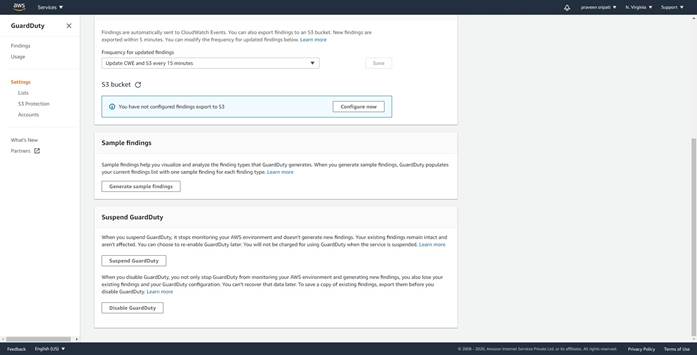 aws
Services
praveen sripati
N. Virginia
Support
GuardDuty
Findings
Usage
Settings
Lists
S3 Protection
Accounts
What's New
Partners
Findings are automatically sent to CloudWatch Events. You can also export findings to an S3 bucket. New findings are
exported within 5 minutes. You can modify the frequency for updated findings below. Learn more
Frequency for updated findings
Update CWE and S3 every 15 minutes
Save
S3 bucket
You have not configured findings export to S3
Configure now
Sample findings
Sample findings help you visualize and analyze the finding types that GuardDuty generates. When you generate sample findings, GuardDuty populates
your current findings list with one sample finding for each finding type. Learn more
Generate sample findings
Suspend GuardDuty
When you suspend GuardDuty, it stops monitoring your AWS environment and doesn't generate new findings. Your existing findings remain intact and
aren't affected. You can choose to re-enable GuardDuty later. You will not be charged for using GuardDuty when the service is suspended. Learn more
Suspend GuardDuty
When you disable GuardDuty, you not only stop GuardDuty from monitoring your AWS environment and generating new findings, you also lose your
existing findings and your GuardDuty configuration. You can't recover that data later. To save a copy of existing findings, export them before you
disable GuardDuty. Learn more
Disable GuardDuty
Feedback
English (US)
© 2008 - 2020, Amazon Internet Services Private Ltd. or its affiliates. All rights reserved.
Privacy Policy
Terms of Use